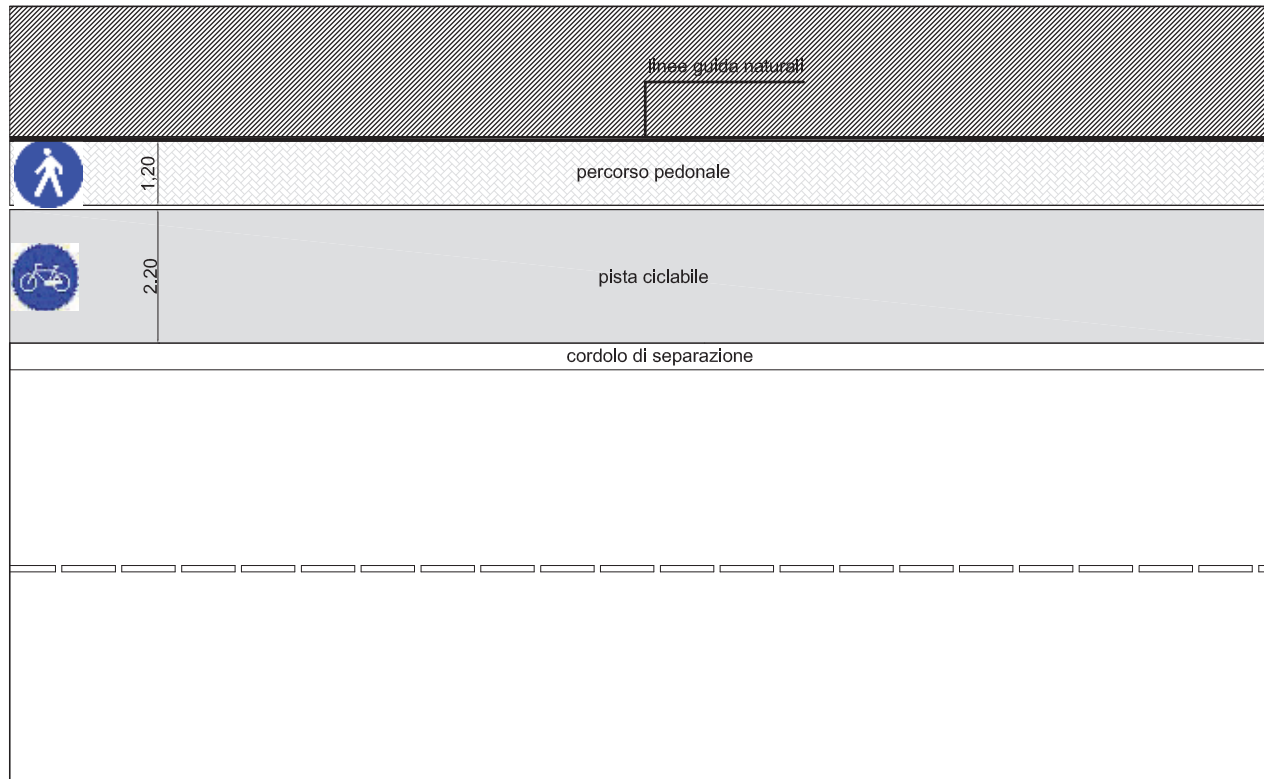 linee guida naturali
1,20
percorso pedonale
2.20
pista ciclabile
cordolo di separazione